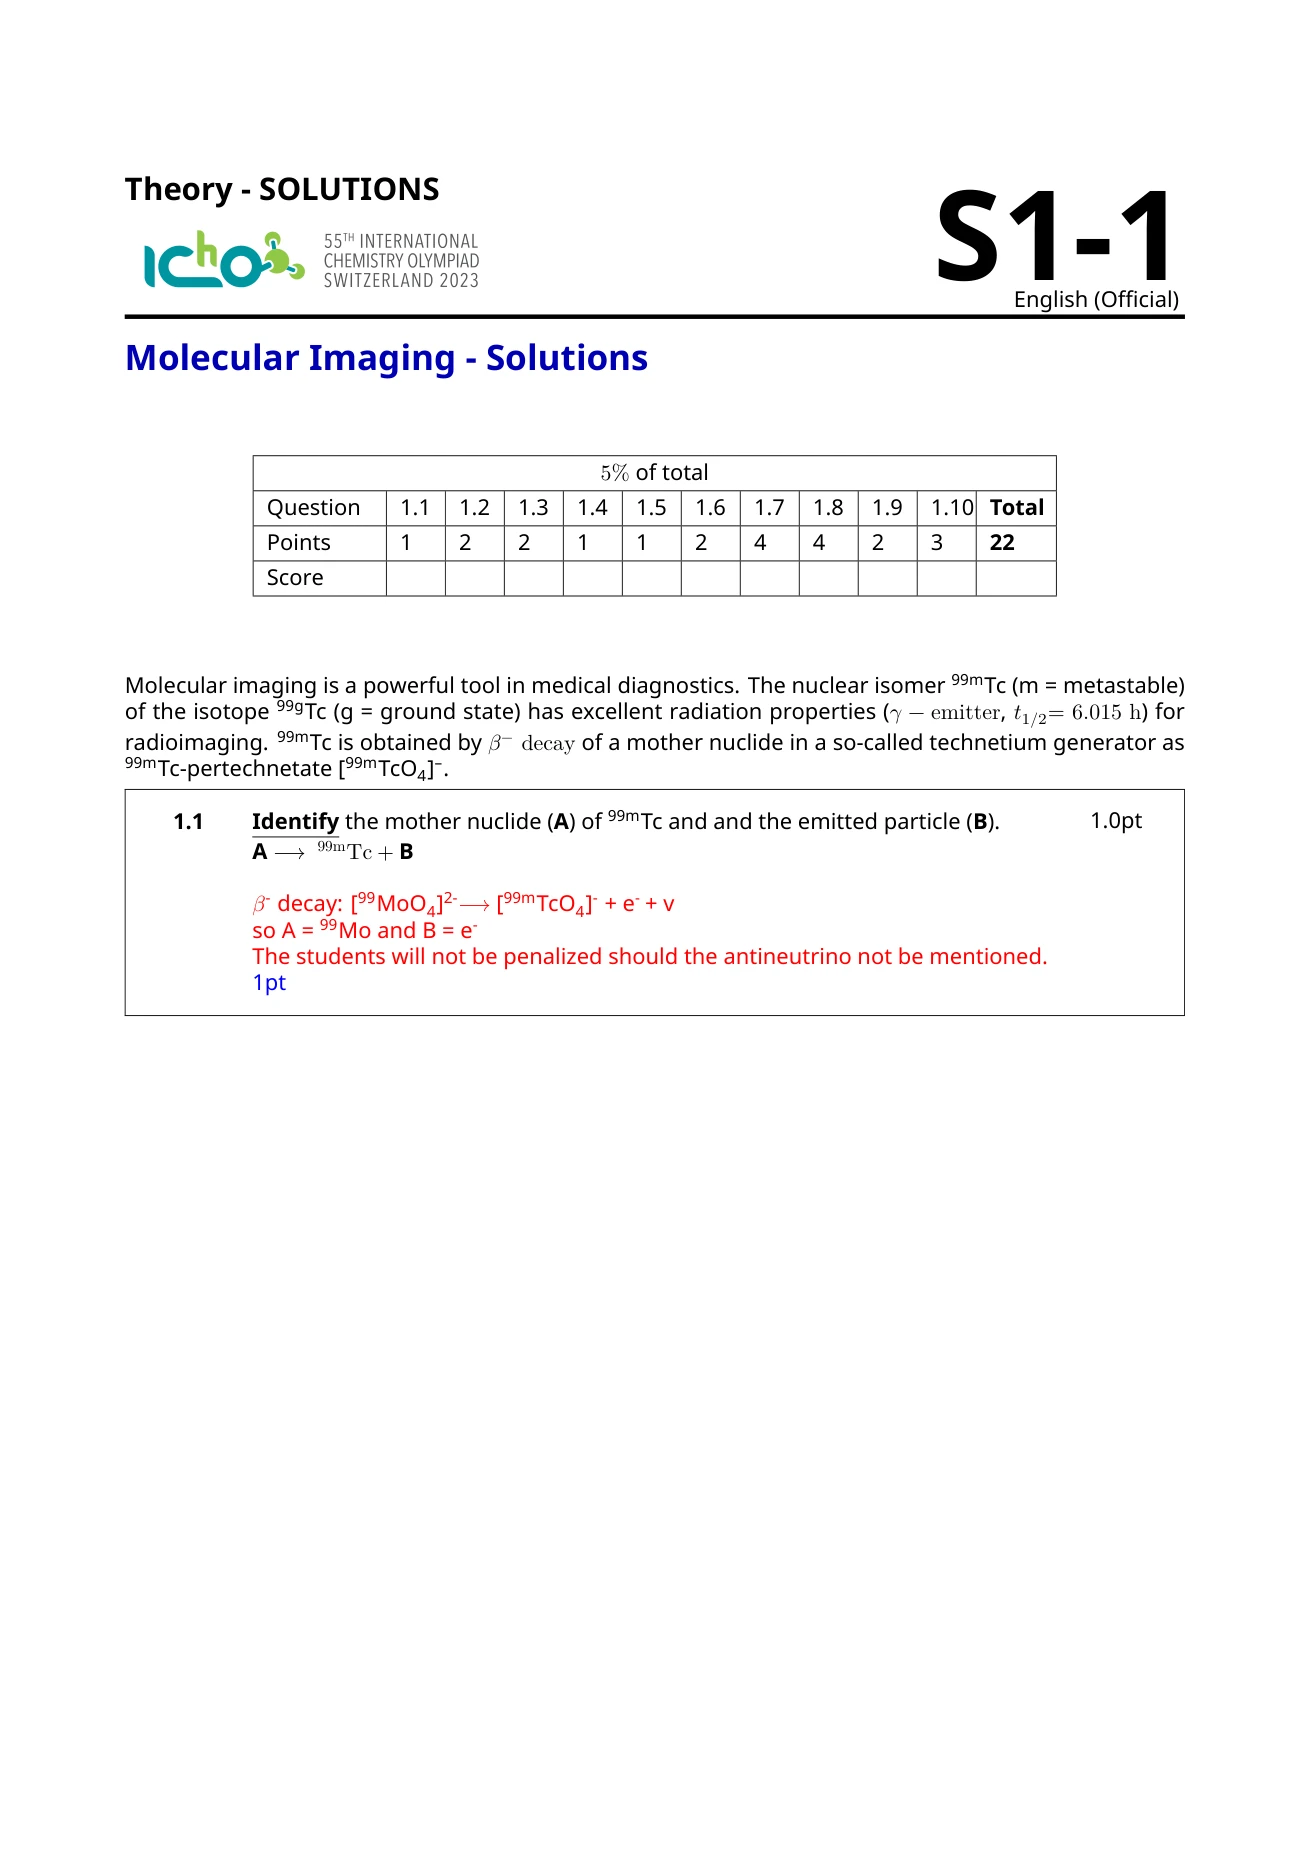 Theory - SOLUTIONS
Icho
55TH INTERNATIONAL
CHEMISTRY OLYMPIAD
SWITZERLAND 2023
S1-1
English (Official)
Molecular Imaging - Solutions
5% of total
Question 1.1 1.2 1.3 1.4 1.5 1.6 1.7 1.8 1.9 1.10 Total
Points 1 2 2 1 1 2 4 4 2 3 22
Score
Molecular imaging is a powerful tool in medical diagnostics. The nuclear isomer ⁹⁹ᵐTc (m = metastable)
of the isotope ⁹⁹ᵍTc (g = ground state) has excellent radiation properties (γ − emitter, t₁/₂= 6.015 h) for
radioimaging. ⁹⁹ᵐTc is obtained by β⁻ decay of a mother nuclide in a so-called technetium generator as
⁹⁹ᵐTc-pertechnetate [⁹⁹ᵐTcO₄]⁻.
1.1 Identify the mother nuclide (A) of ⁹⁹ᵐTc and and the emitted particle (B). 1.0pt
A ⟶ ⁹⁹ᵐTc + B
β⁻ decay: [⁹⁹MoO₄]²⁻⟶ [⁹⁹ᵐTcO₄]⁻ + e⁻ + ν
so A = ⁹⁹Mo and B = e⁻
The students will not be penalized should the antineutrino not be mentioned.
1pt